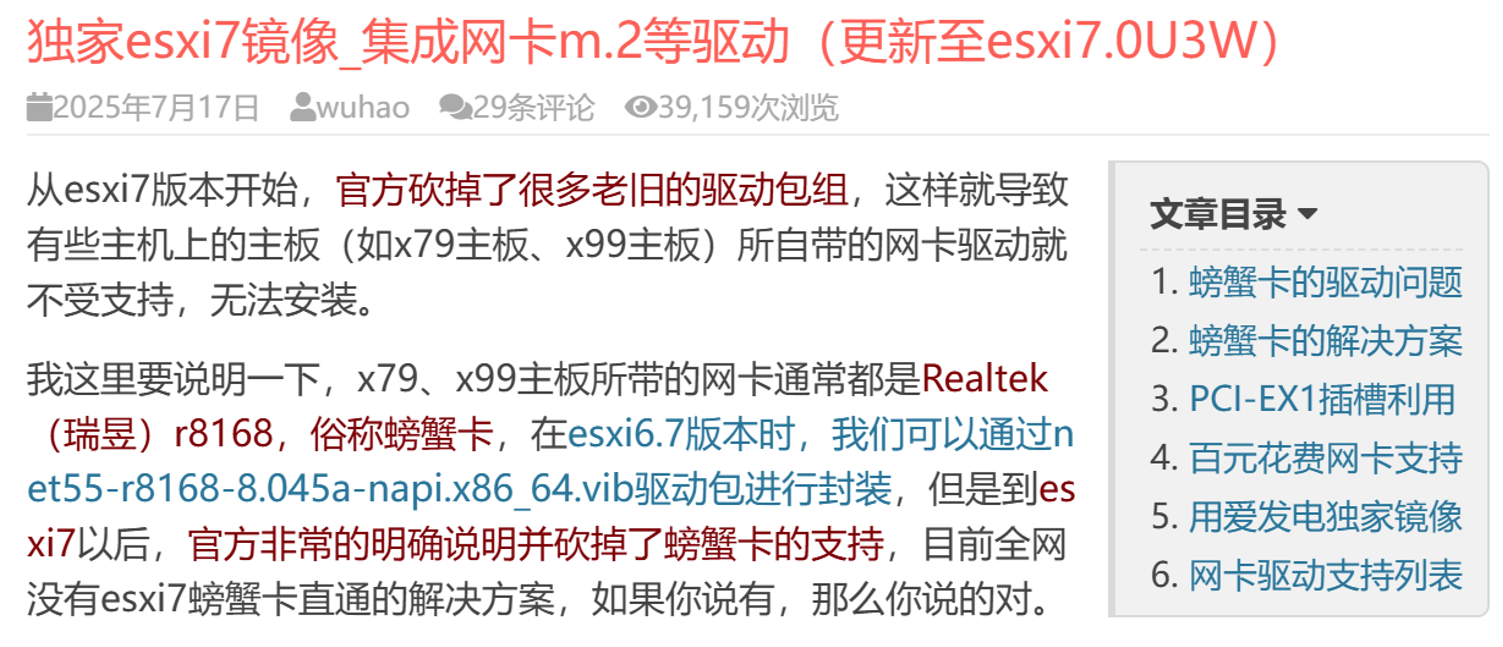 独家esxi7镜像_集成网卡m.2等驱动（更新至esxi7.0U3W）
2025年7月17日 wuhao 29条评论 39,159次浏览
从esxi7版本开始，官方砍掉了很多老旧的驱动包组，这样就导致
有些主机上的主板（如x79主板、x99主板）所自带的网卡驱动就
不受支持，无法安装。
我这里要说明一下，x79、x99主板所带的网卡通常都是Realtek
（瑞昱）r8168，俗称螃蟹卡，在esxi6.7版本时，我们可以通过n
et55-r8168-8.045a-napi.x86_64.vib驱动包进行封装，但是到es
xi7以后，官方非常的明确说明并砍掉了螃蟹卡的支持，目前全网
没有esxi7螃蟹卡直通的解决方案，如果你说有，那么你说的对。
文章目录
1. 螃蟹卡的驱动问题
2. 螃蟹卡的解决方案
3. PCI-EX1插槽利用
4. 百元花费网卡支持
5. 用爱发电独家镜像
6. 网卡驱动支持列表